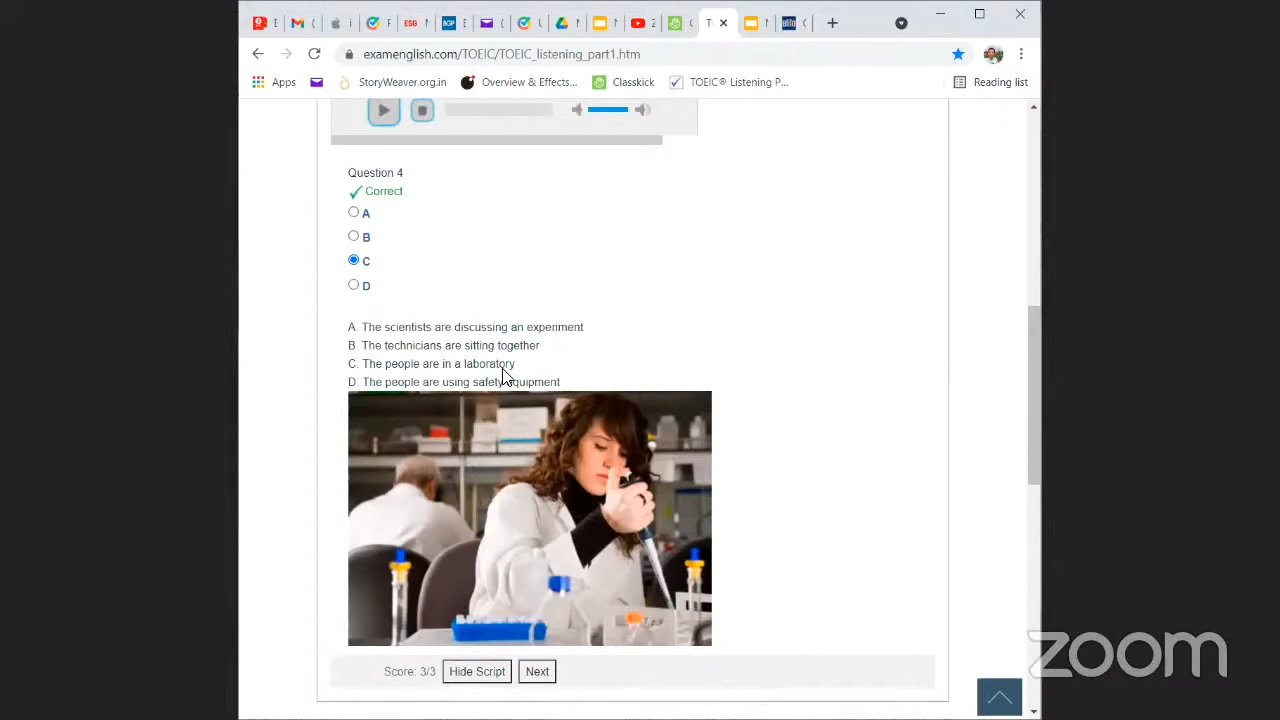 ESG
BGP
examenglish.com/TOEIC/TOEIC_listening_part1.htm
Apps
StoryWeaver.org.in
Overview & Effects...
Classkick
TOEIC® Listening P...
Reading list
Question 4
Correct
A
B
C
D
A. The scientists are discussing an experiment
B. The technicians are sitting together
C. The people are in a laboratory
D. The people are using safety equipment
Score: 3/3
Hide Script
Next
zoom